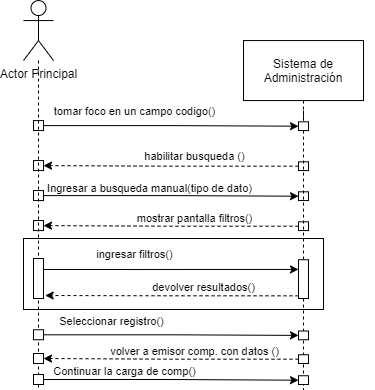 Actor Principal
Sistema de
Administración
tomar foco en un campo codigo()
habilitar busqueda ()
Ingresar a busqueda manual(tipo de dato)
mostrar pantalla filtros()
ingresar filtros()
devolver resultados()
Seleccionar registro()
volver a emisor comp. con datos ()
Continuar la carga de comp()